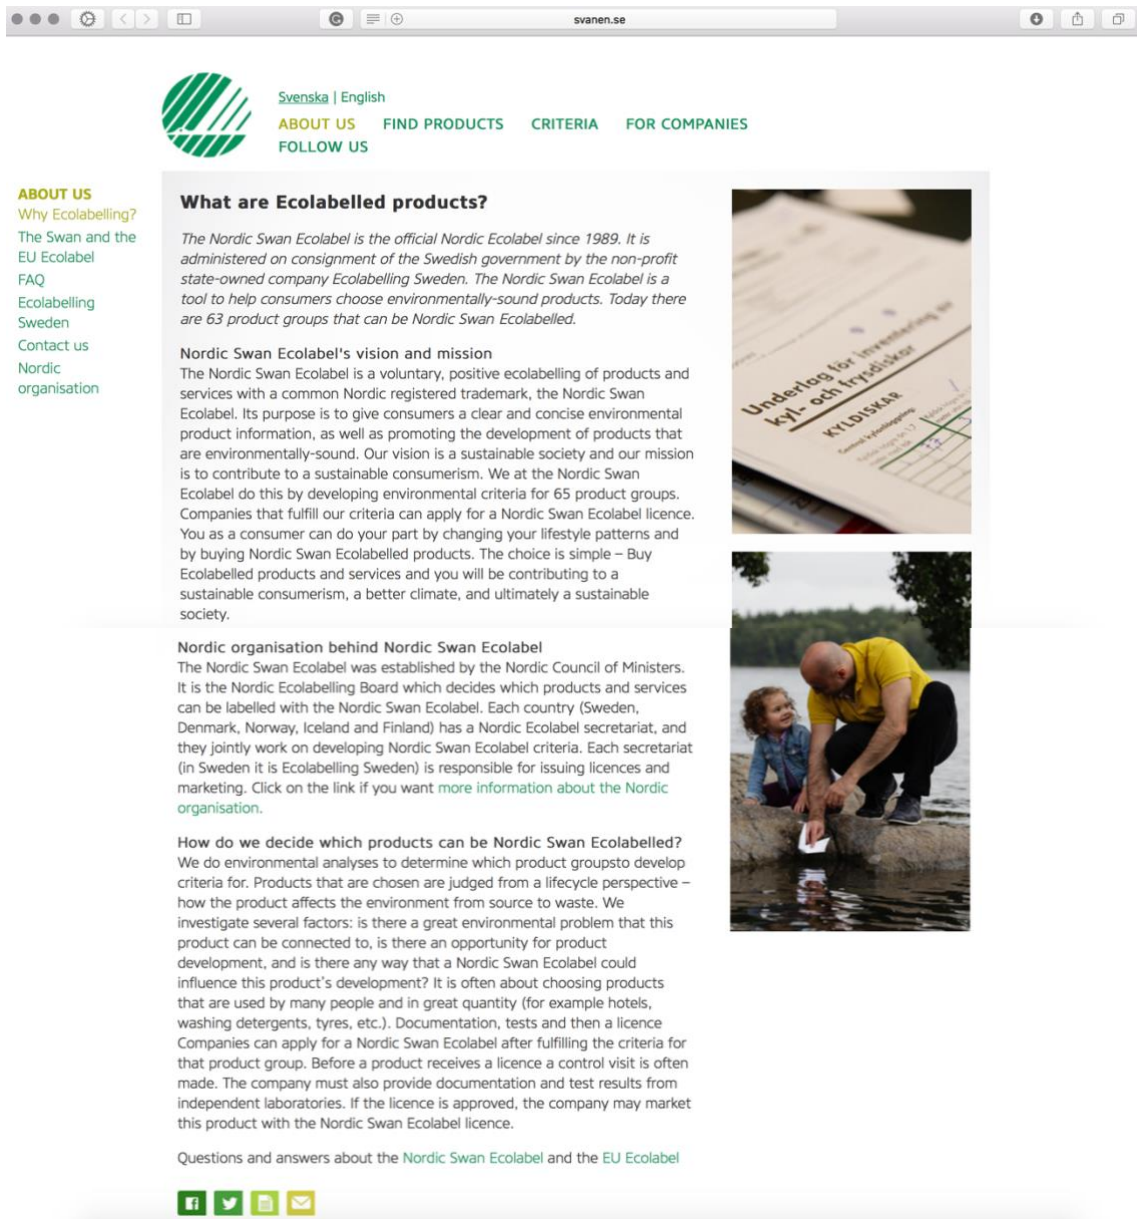 svanen.se
Svenska | English
ABOUT US FIND PRODUCTS CRITERIA FOR COMPANIES
FOLLOW US
ABOUT US
Why Ecolabelling?
The Swan and the
EU Ecolabel
FAQ
Ecolabelling
Sweden
Contact us
Nordic
organisation
What are Ecolabelled products?
The Nordic Swan Ecolabel is the official Nordic Ecolabel since 1989. It is
administered on consignment of the Swedish government by the non-profit
state-owned company Ecolabelling Sweden. The Nordic Swan Ecolabel is a
tool to help consumers choose environmentally-sound products. Today there
are 63 product groups that can be Nordic Swan Ecolabelled.
Nordic Swan Ecolabel's vision and mission
The Nordic Swan Ecolabel is a voluntary, positive ecolabelling of products and
services with a common Nordic registered trademark, the Nordic Swan
Ecolabel. Its purpose is to give consumers a clear and concise environmental
product information, as well as promoting the development of products that
are environmentally-sound. Our vision is a sustainable society and our mission
is to contribute to a sustainable consumerism. We at the Nordic Swan
Ecolabel do this by developing environmental criteria for 65 product groups.
Companies that fulfill our criteria can apply for a Nordic Swan Ecolabel licence.
You as a consumer can do your part by changing your lifestyle patterns and
by buying Nordic Swan Ecolabelled products. The choice is simple – Buy
Ecolabelled products and services and you will be contributing to a
sustainable consumerism, a better climate, and ultimately a sustainable
society.
Nordic organisation behind Nordic Swan Ecolabel
The Nordic Swan Ecolabel was established by the Nordic Council of Ministers.
It is the Nordic Ecolabelling Board which decides which products and services
can be labelled with the Nordic Swan Ecolabel. Each country (Sweden,
Denmark, Norway, Iceland and Finland) has a Nordic Ecolabel secretariat, and
they jointly work on developing Nordic Swan Ecolabel criteria. Each secretariat
(in Sweden it is Ecolabelling Sweden) is responsible for issuing licences and
marketing. Click on the link if you want more information about the Nordic
organisation.
How do we decide which products can be Nordic Swan Ecolabelled?
We do environmental analyses to determine which product groupsto develop
criteria for. Products that are chosen are judged from a lifecycle perspective –
how the product affects the environment from source to waste. We
investigate several factors: is there a great environmental problem that this
product can be connected to, is there an opportunity for product
development, and is there any way that a Nordic Swan Ecolabel could
influence this product's development? It is often about choosing products
that are used by many people and in great quantity (for example hotels,
washing detergents, tyres, etc.). Documentation, tests and then a licence
Companies can apply for a Nordic Swan Ecolabel after fulfilling the criteria for
that product group. Before a product receives a licence a control visit is often
made. The company must also provide documentation and test results from
independent laboratories. If the licence is approved, the company may market
this product with the Nordic Swan Ecolabel licence.
Questions and answers about the Nordic Swan Ecolabel and the EU Ecolabel
Underlag för inventering av
kyl- och frysdiskar
KYLDISKAR